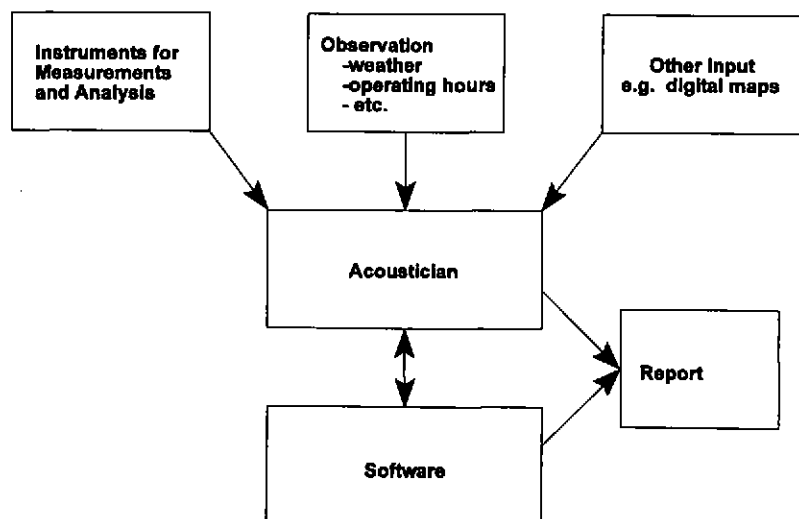 Instruments for
Measurements
and Analysis
Observation
-weather
-operating hours
- etc.
Other input
e.g. digital maps
Acoustician
Report
Software